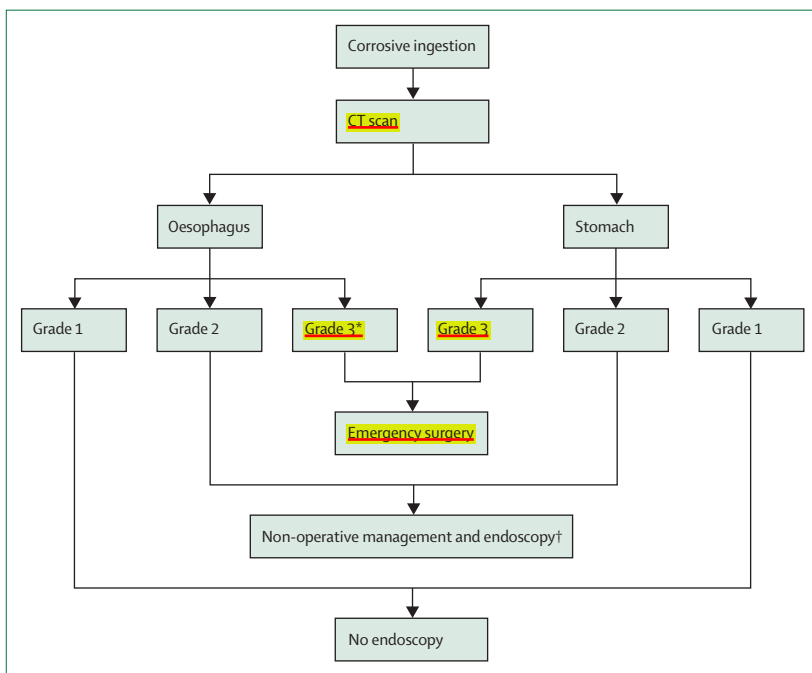 Corrosive ingestion
CT scan
Oesophagus
Stomach
Grade 1
Grade 2
Grade 3*
Grade 3
Grade 2
Grade 1
Emergency surgery
Non-operative management and endoscopy†
No endoscopy